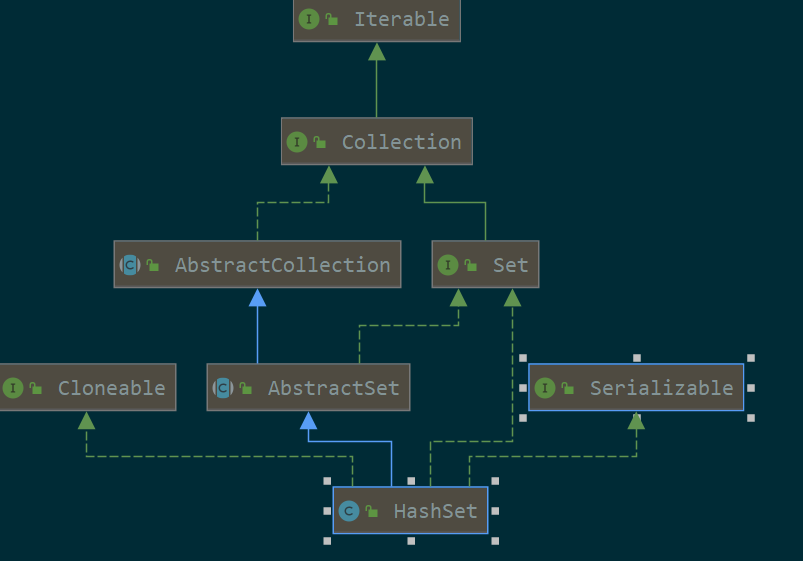 I Iterable
I Collection
C AbstractCollection
I Set
I Cloneable
C AbstractSet
I Serializable
C HashSet